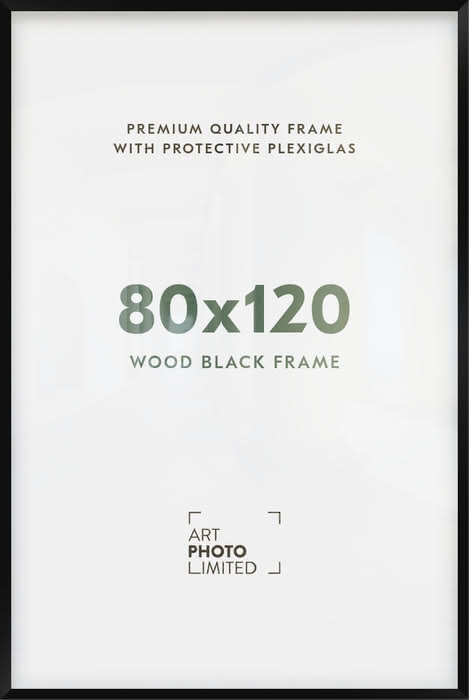 PREMIUM QUALITY FRAME
WITH PROTECTIVE PLEXIGLAS
80x120
WOOD BLACK FRAME
ART
PHOTO
LIMITED